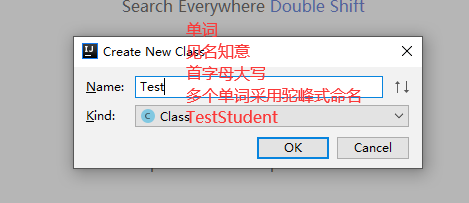 Search Everywhere Double Shift
单词
Create New Class
见名知意
首字母大写
Name: Test
多个单词采用驼峰式命名
Kind: Class
TestStudent
OK
Cancel